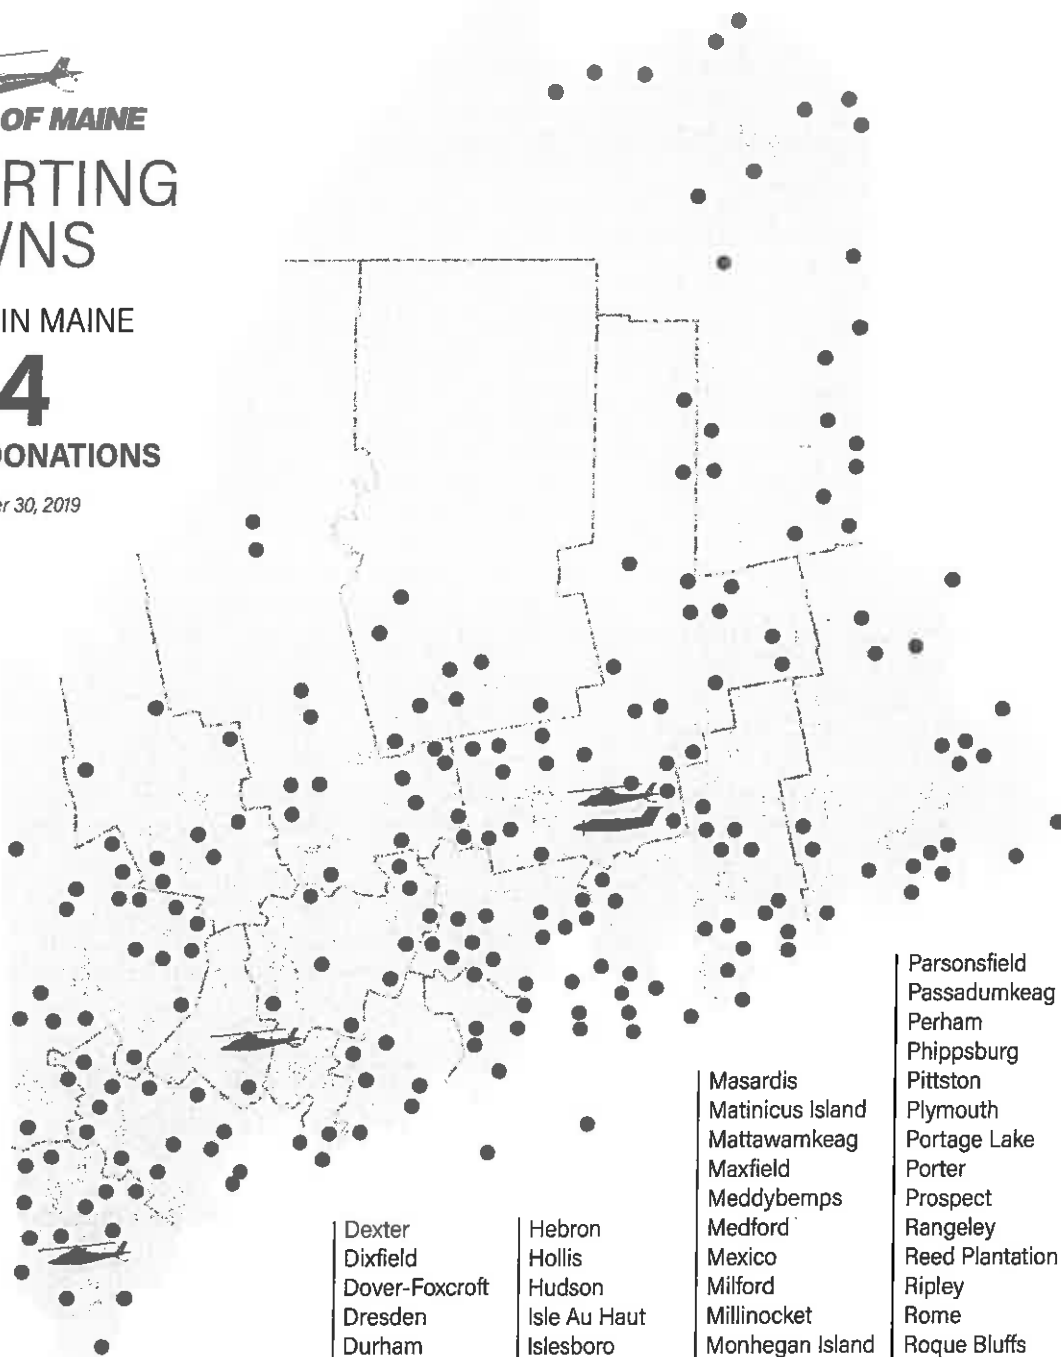 OF MAINE
RTING
WNS
IN MAINE
4
DONATIONS
er 30, 2019
Dexter
Dixfield
Dover-Foxcroft
Dresden
Durham
Hebron
Hollis
Hudson
Isle Au Haut
Islesboro
Masardis
Matinicus Island
Mattawamkeag
Maxfield
Meddybemps
Medford
Mexico
Milford
Millinocket
Monhegan Island
Parsonsfield
Passadumkeag
Perham
Phippsburg
Pittston
Plymouth
Portage Lake
Porter
Prospect
Rangeley
Reed Plantation
Ripley
Rome
Roque Bluffs